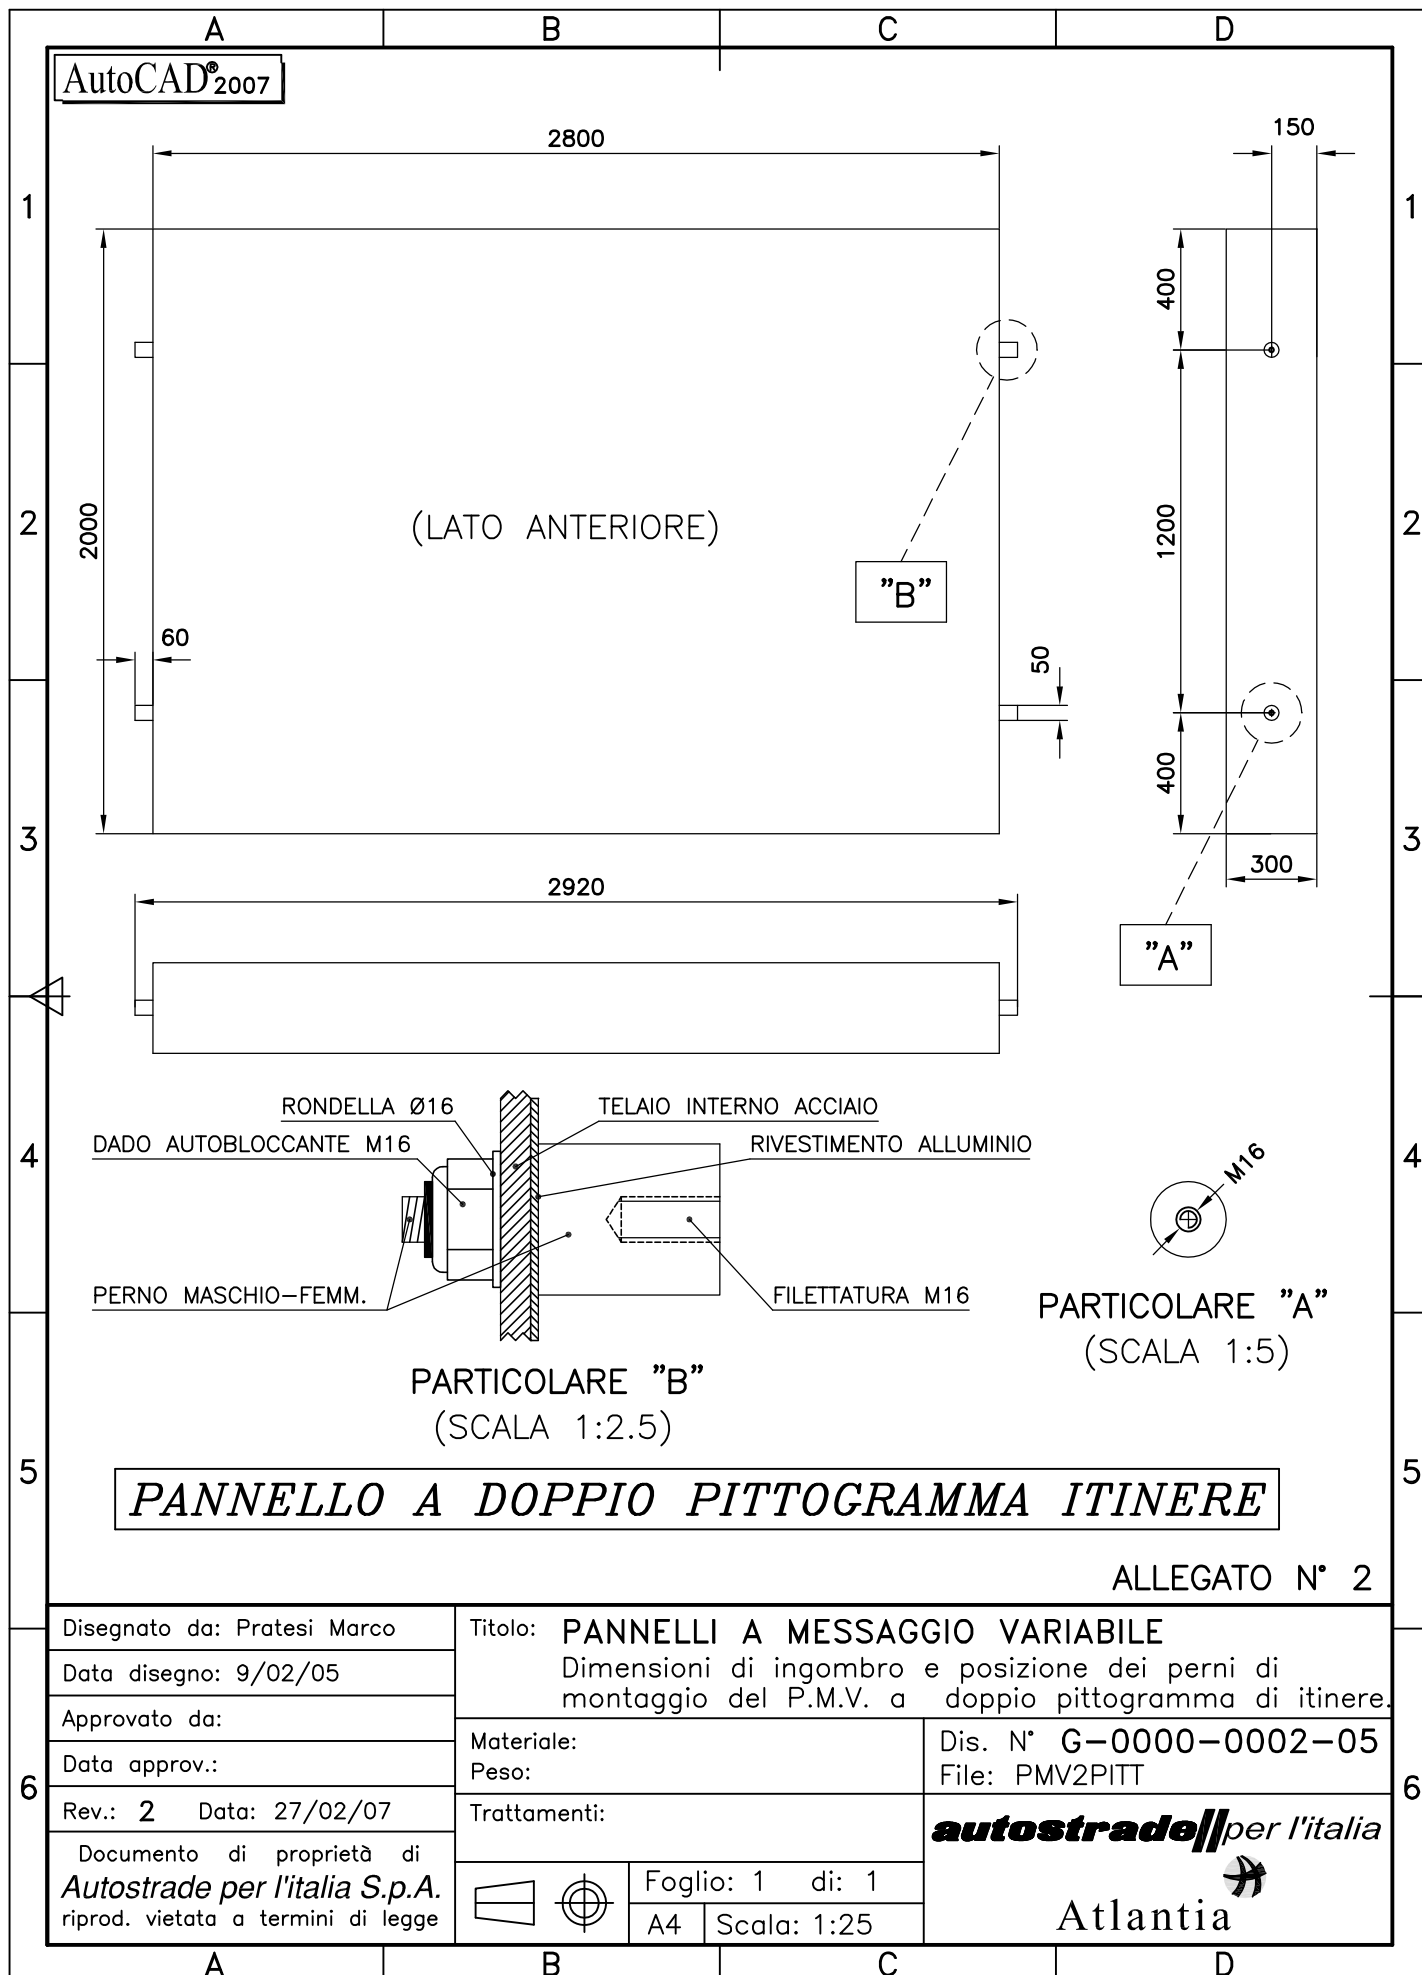 A B C D
AutoCAD® 2007
2800
150
1 1
400
2 2
2000
(LATO ANTERIORE)
1200
"B"
60
50
400
3 3
300
2920
"A"
RONDELLA Ø16
TELAIO INTERNO ACCIAIO
4 4
DADO AUTOBLOCCANTE M16
RIVESTIMENTO ALLUMINIO
M16
PERNO MASCHIO-FEMM.
FILETTATURA M16
PARTICOLARE "A"
(SCALA 1:5)
PARTICOLARE "B"
(SCALA 1:2.5)
5 5
PANNELLO A DOPPIO PITTOGRAMMA ITINERE
ALLEGATO N° 2
Disegnato da: Pratesi Marco
Data disegno: 9/02/05
Approvato da:
Data approv.:
Rev.: 2 Data: 27/02/07
Documento di proprietà di
Autostrade per l'italia S.p.A.
riprod. vietata a termini di legge
Titolo: PANNELLI A MESSAGGIO VARIABILE
Dimensioni di ingombro e posizione dei perni di
montaggio del P.M.V. a doppio pittogramma di itinere.
Materiale:
Peso:
Dis. N° G-0000-0002-05
File: PMV2PITT
6 6
Trattamenti:
autostrade//per l'italia
Atlantia
Foglio: 1 di: 1
A4 Scala: 1:25
A B C D